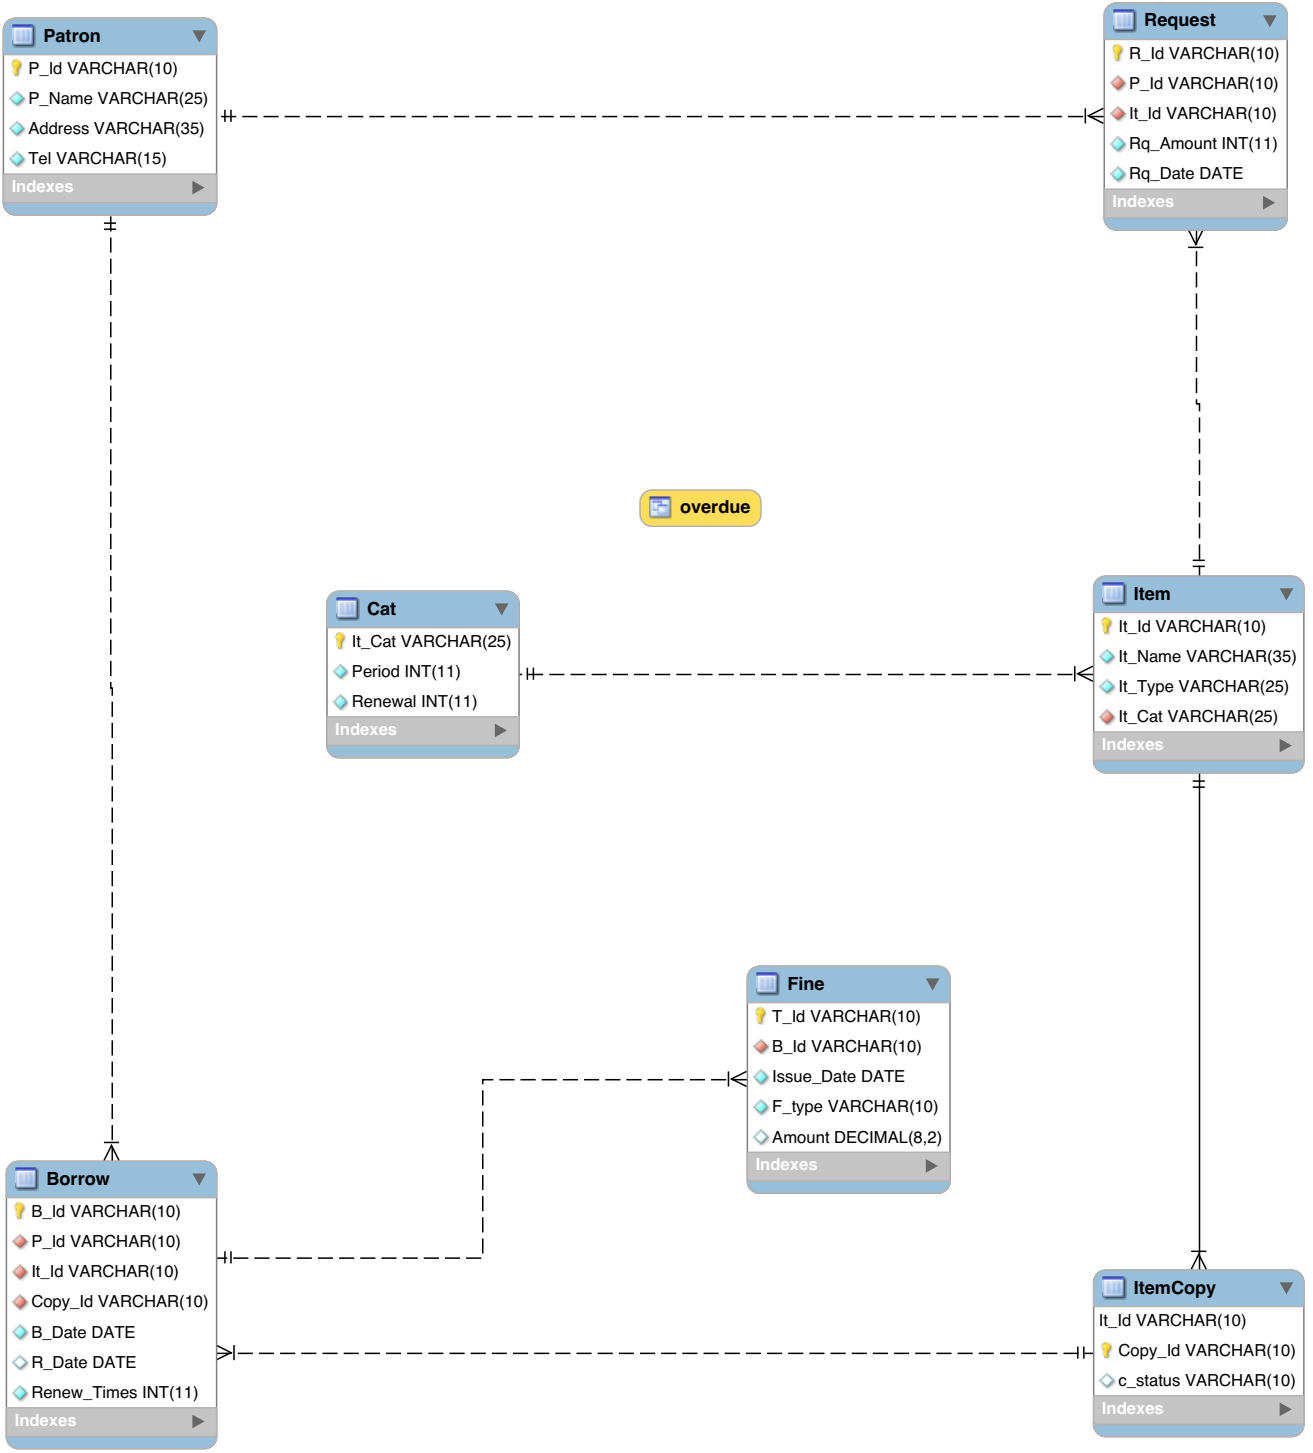 Patron
P_Id VARCHAR(10)
P_Name VARCHAR(25)
Address VARCHAR(35)
Tel VARCHAR(15)
Indexes
Request
R_Id VARCHAR(10)
P_Id VARCHAR(10)
It_Id VARCHAR(10)
Rq_Amount INT(11)
Rq_Date DATE
Indexes
overdue
Cat
It_Cat VARCHAR(25)
Period INT(11)
Renewal INT(11)
Indexes
Item
It_Id VARCHAR(10)
It_Name VARCHAR(35)
It_Type VARCHAR(25)
It_Cat VARCHAR(25)
Indexes
Fine
T_Id VARCHAR(10)
B_Id VARCHAR(10)
Issue_Date DATE
F_type VARCHAR(10)
Amount DECIMAL(8,2)
Indexes
Borrow
B_Id VARCHAR(10)
P_Id VARCHAR(10)
It_Id VARCHAR(10)
Copy_Id VARCHAR(10)
B_Date DATE
R_Date DATE
Renew_Times INT(11)
Indexes
ItemCopy
It_Id VARCHAR(10)
Copy_Id VARCHAR(10)
c_status VARCHAR(10)
Indexes